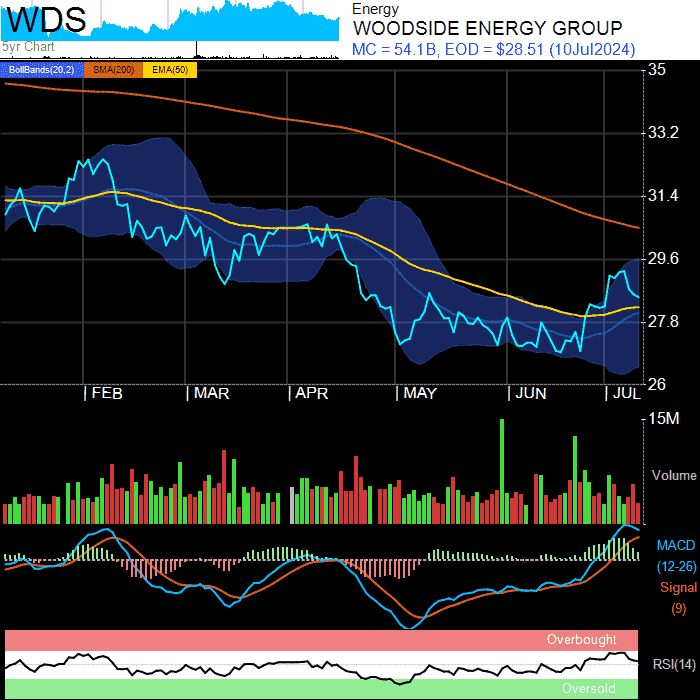 WDS
5yr Chart
Energy
WOODSIDE ENERGY GROUP
MC = 54.1B, EOD = $28.51 (10Jul2024)
BollBands(20,2) SMA(200) EMA(50)
35
33.2
31.4
29.6
27.8
26
FEB MAR APR MAY JUN JUL
15M
Volume
MACD
(12-26)
Signal
(9)
Overbought
RSI(14)
Oversold